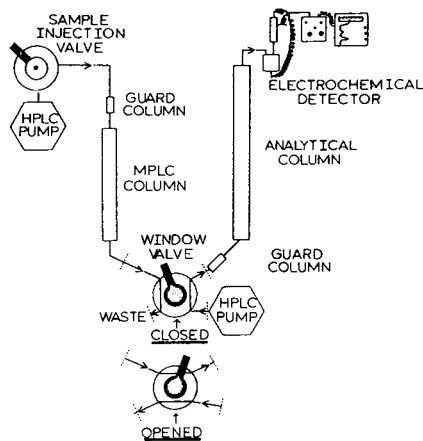 SAMPLE
INJECTION
VALVE
HPLC
PUMP
GUARD
COLUMN
MPLC
COLUMN
ELECTROCHEMICAL
DETECTOR
ANALYTICAL
COLUMN
WINDOW
VALVE
GUARD
COLUMN
WASTE
HPLC
PUMP
CLOSED
OPENED